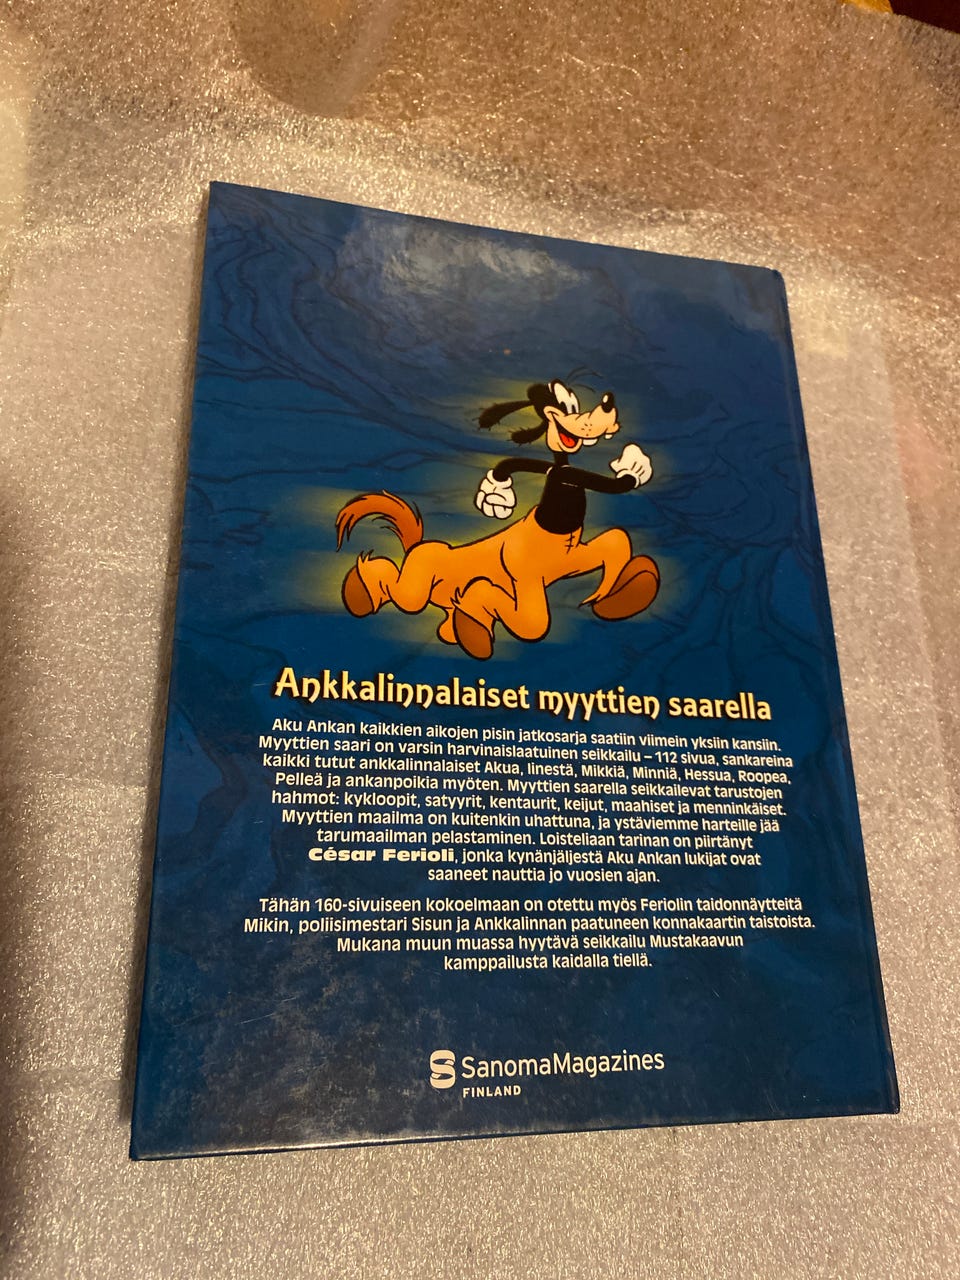 Ankkalinnalaiset myyttien saarella
Aku Ankan kaikkien aikojen pisin jatkosarja saatiin viimein yksiin kansiin.
Myyttien saari on varsin harvinaislaatuinen seikkailu – 112 sivua, sankareina
kaikki tutut ankkalinnalaiset Akua, Iinestä, Mikkiä, Minniä, Hessua, Roopea,
Pelleä ja ankanpoikia myöten. Myyttien saarella seikkailevat tarustojen
hahmot: kykloopit, satyyrit, kentaurit, keijut, maahiset ja menninkäiset.
Myyttien maailma on kuitenkin uhattuna, ja ystäviemme harteille jää
tarumaailman pelastaminen. Loisteliaan tarinan on piirtänyt
César Ferioli, jonka kynänjäljestä Aku Ankan lukijat ovat
saaneet nauttia jo vuosien ajan.
Tähän 160-sivuiseen kokoelmaan on otettu myös Feriolin taidonnäytteitä
Mikin, poliisimestari Sisun ja Ankkalinnan paatuneen konnakaartin taistoista.
Mukana muun muassa hyytävä seikkailu Mustakaavun
kamppailusta kaidalla tiellä.
SanomaMagazines
FINLAND